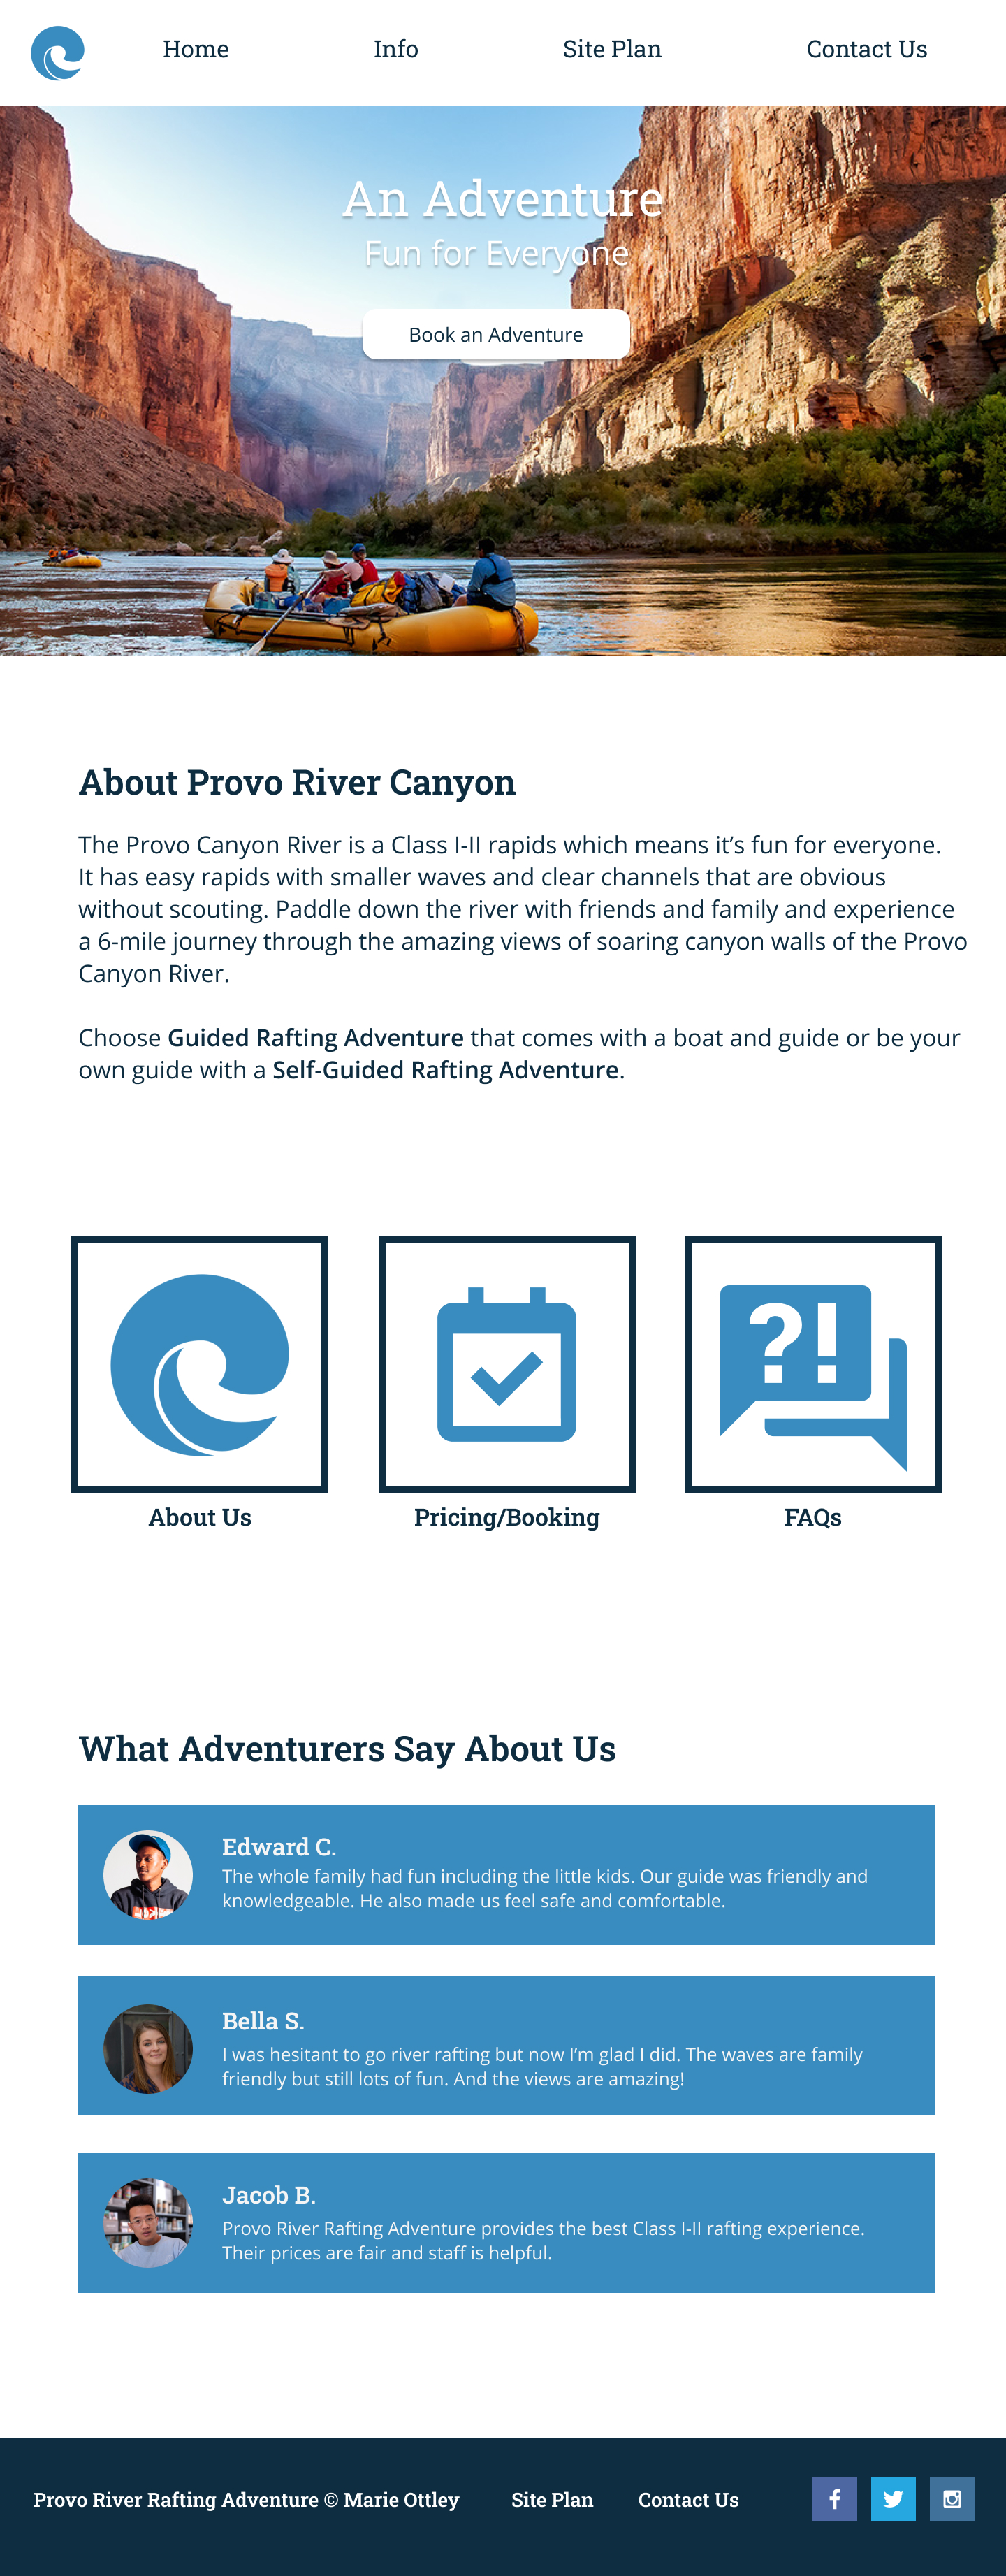 Home Info Site Plan Contact Us
An Adventure
Fun for Everyone
Book an Adventure
About Provo River Canyon
The Provo Canyon River is a Class I-II rapids which means it’s fun for everyone.
It has easy rapids with smaller waves and clear channels that are obvious
without scouting. Paddle down the river with friends and family and experience
a 6-mile journey through the amazing views of soaring canyon walls of the Provo
Canyon River.
Choose Guided Rafting Adventure that comes with a boat and guide or be your
own guide with a Self-Guided Rafting Adventure.
?!
About Us Pricing/Booking FAQs
What Adventurers Say About Us
Edward C.
The whole family had fun including the little kids. Our guide was friendly and
knowledgeable. He also made us feel safe and comfortable.
Bella S.
I was hesitant to go river rafting but now I’m glad I did. The waves are family
friendly but still lots of fun. And the views are amazing!
Jacob B.
Provo River Rafting Adventure provides the best Class I-II rafting experience.
Their prices are fair and staff is helpful.
Provo River Rafting Adventure © Marie Ottley Site Plan Contact Us f